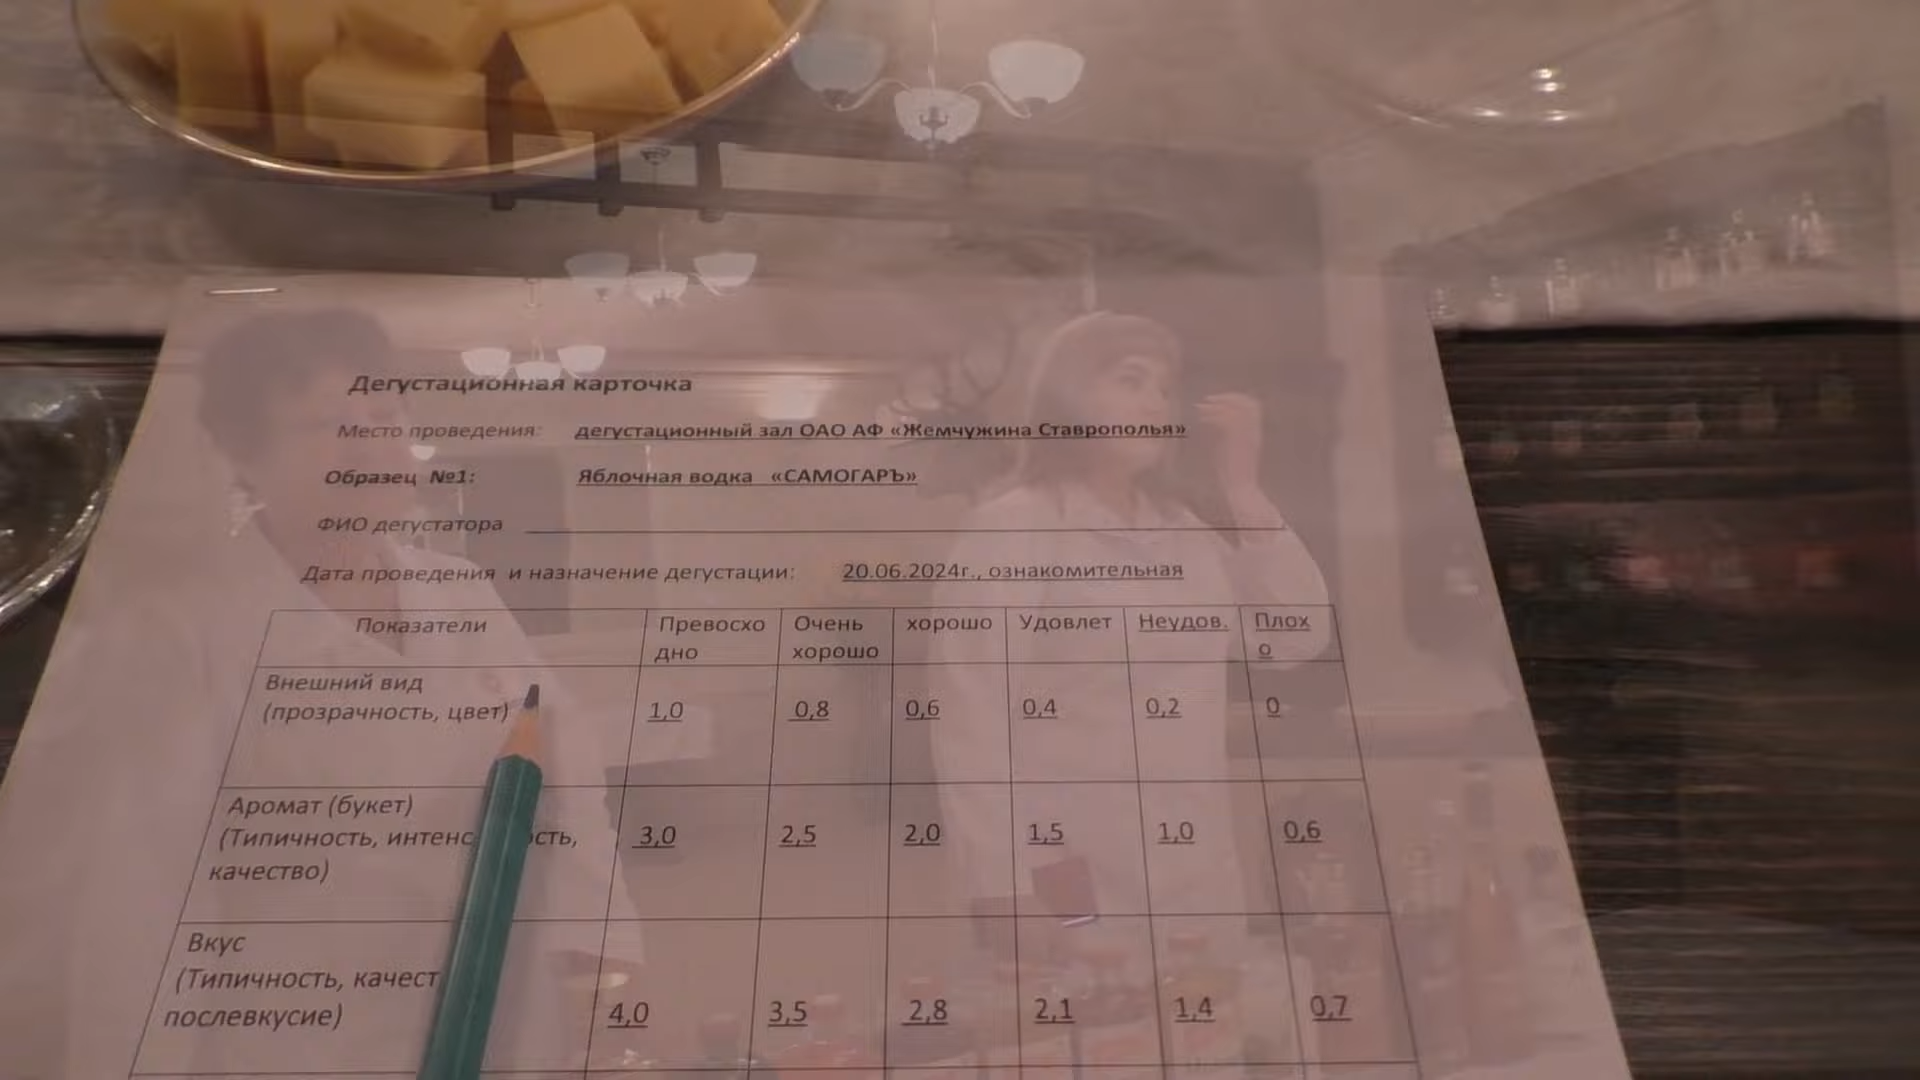 Дегустационная карточка
Место проведения: дегустационный зал ОАО АФ «Жемчужина Ставрополья»
Образец №1: Яблочная водка «САМОГАРЪ»
ФИО дегустатора
Дата проведения и назначение дегустации: 20.06.2024г., ознакомительная
Показатели Превосхо Очень хорошо Удовлет Неудов. Плох
дно хорошо о
Внешний вид
(прозрачность, цвет) 1,0 0,8 0,6 0,4 0,2 0
Аромат (букет)
(Типичность, 3,0 2,5 2,0 1,5 1,0 0,6
качество)
Вкус
(Типичность,
послевкусие) 4,0 3,5 2,8 2,1 1,4 0,7